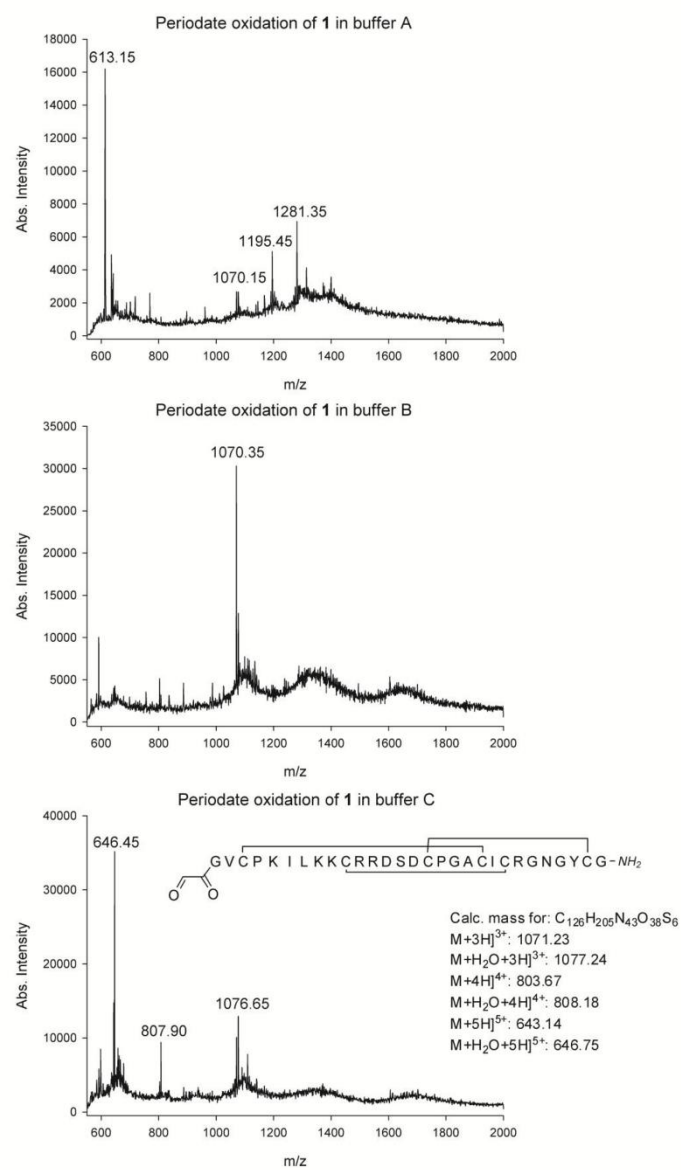 Periodate oxidation of 1 in buffer A
18000
16000
14000
12000
10000
8000
6000
4000
2000
0
Abs. Intensity
613.15
1070.15
1195.45
1281.35
600 800 1000 1200 1400 1600 1800 2000
m/z
Periodate oxidation of 1 in buffer B
35000
30000
25000
20000
15000
10000
5000
0
Abs. Intensity
1070.35
600 800 1000 1200 1400 1600 1800 2000
m/z
Periodate oxidation of 1 in buffer C
40000
30000
20000
10000
0
Abs. Intensity
646.45
807.90
1076.65
GVCPKILKKCRRDSDCPGACICRGNGYCG-NH2
O
O
Calc. mass for: C126H205N43O38S6
M+3H]3+: 1071.23
M+H2O+3H]3+: 1077.24
M+4H]4+: 803.67
M+H2O+4H]4+: 808.18
M+5H]5+: 643.14
M+H2O+5H]5+: 646.75
600 800 1000 1200 1400 1600 1800 2000
m/z